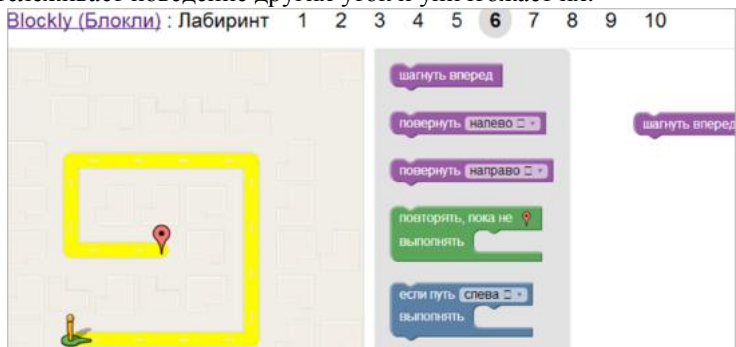 Blockly (Блокли) : Лабиринт 1 2 3 4 5 6 7 8 9 10
шагнуть вперед
повернуть налево
шагнуть вперед
повернуть направо
повторять, пока не
выполнять
если путь слева
выполнять